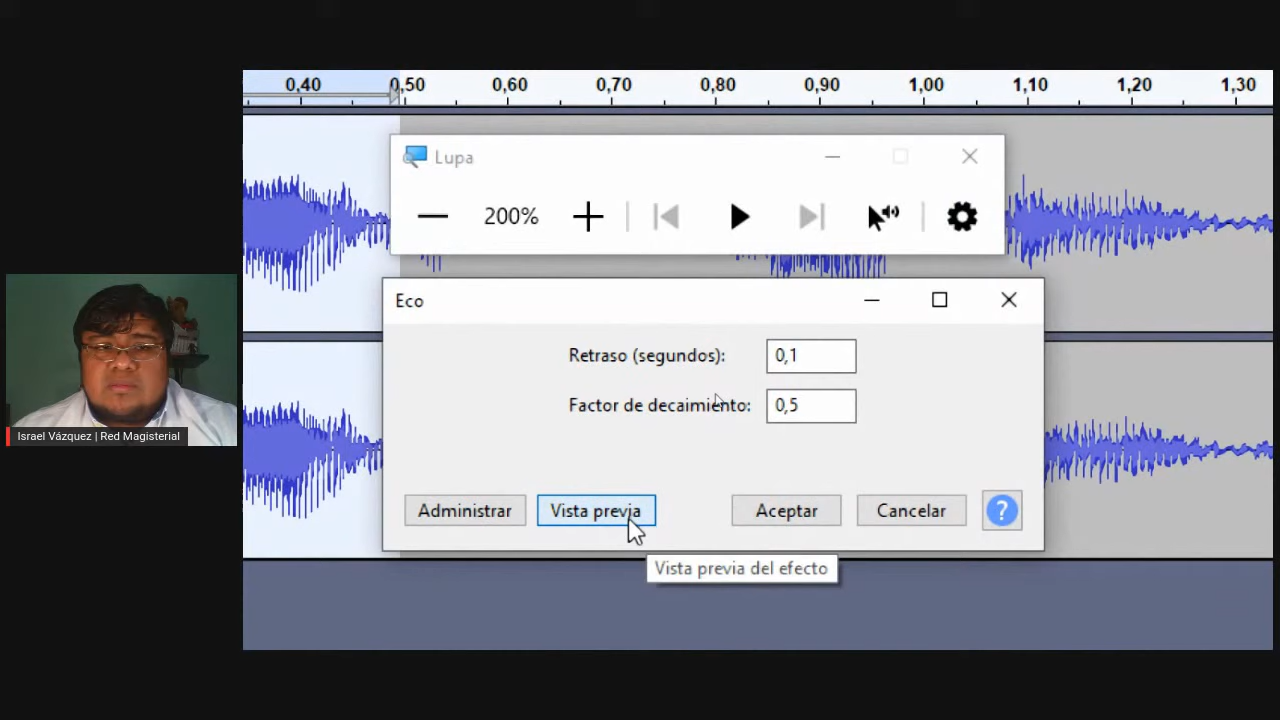 0,40 0,50 0,60 0,70 0,80 0,90 1,00 1,10 1,20 1,30
Lupa
200%
Eco
Retraso (segundos): 0,1
Factor de decaimiento: 0,5
Administrar Vista previa Aceptar Cancelar ?
Vista previa del efecto
Israel Vázquez | Red Magisterial